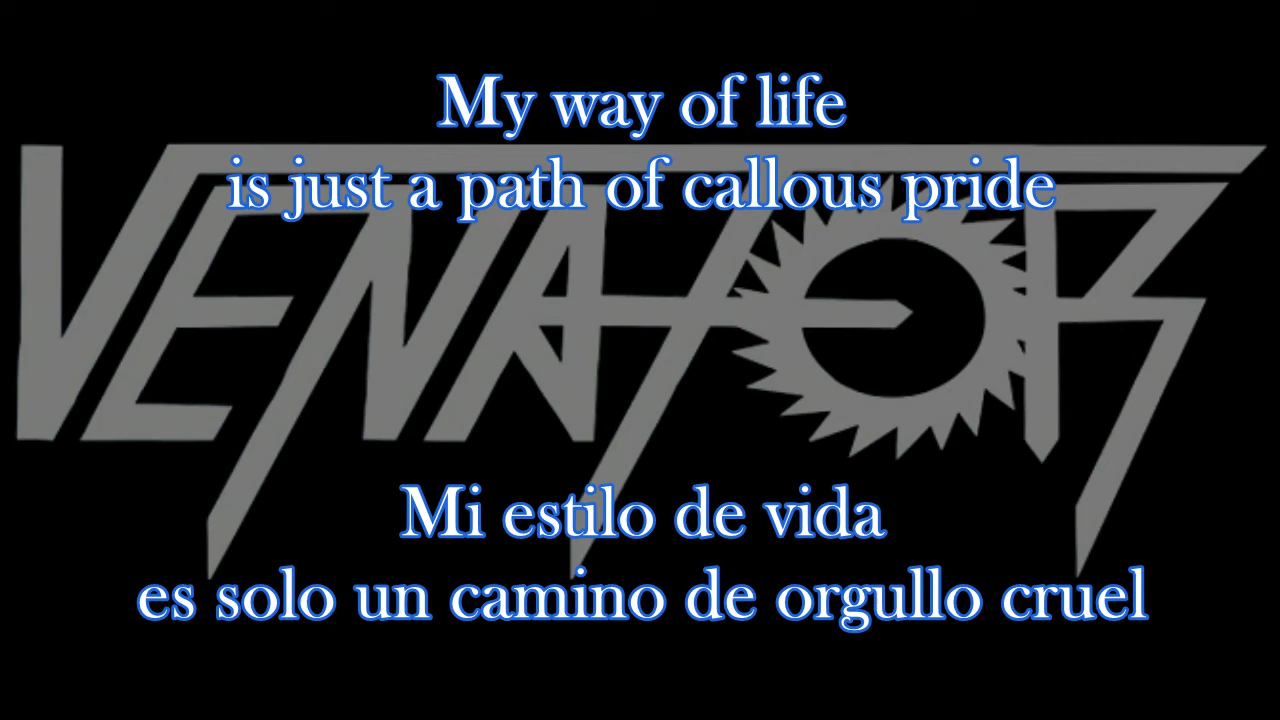 My way of life
is just a path of callous pride
VENATOR
Mi estilo de vida
es solo un camino de orgullo cruel